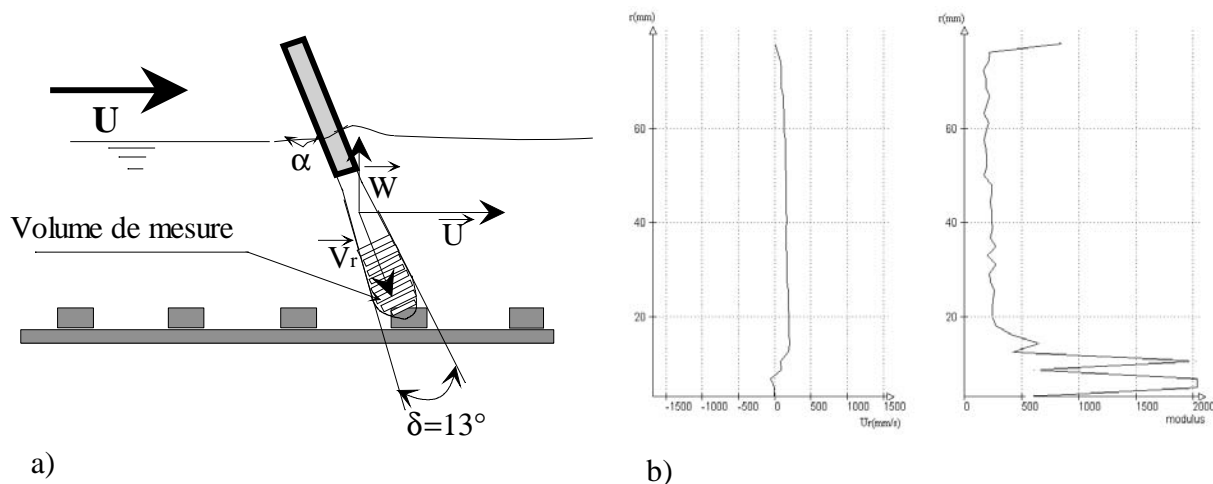 U
α
W
U
Volume de mesure
Vr
δ=13°
a)
r(mm)
60
40
20
-1500 -1000 -500 0 500 1000 1500
Ur(mm/s)
r(mm)
60
40
20
0 500 1000 1500 2000
modulus
b)